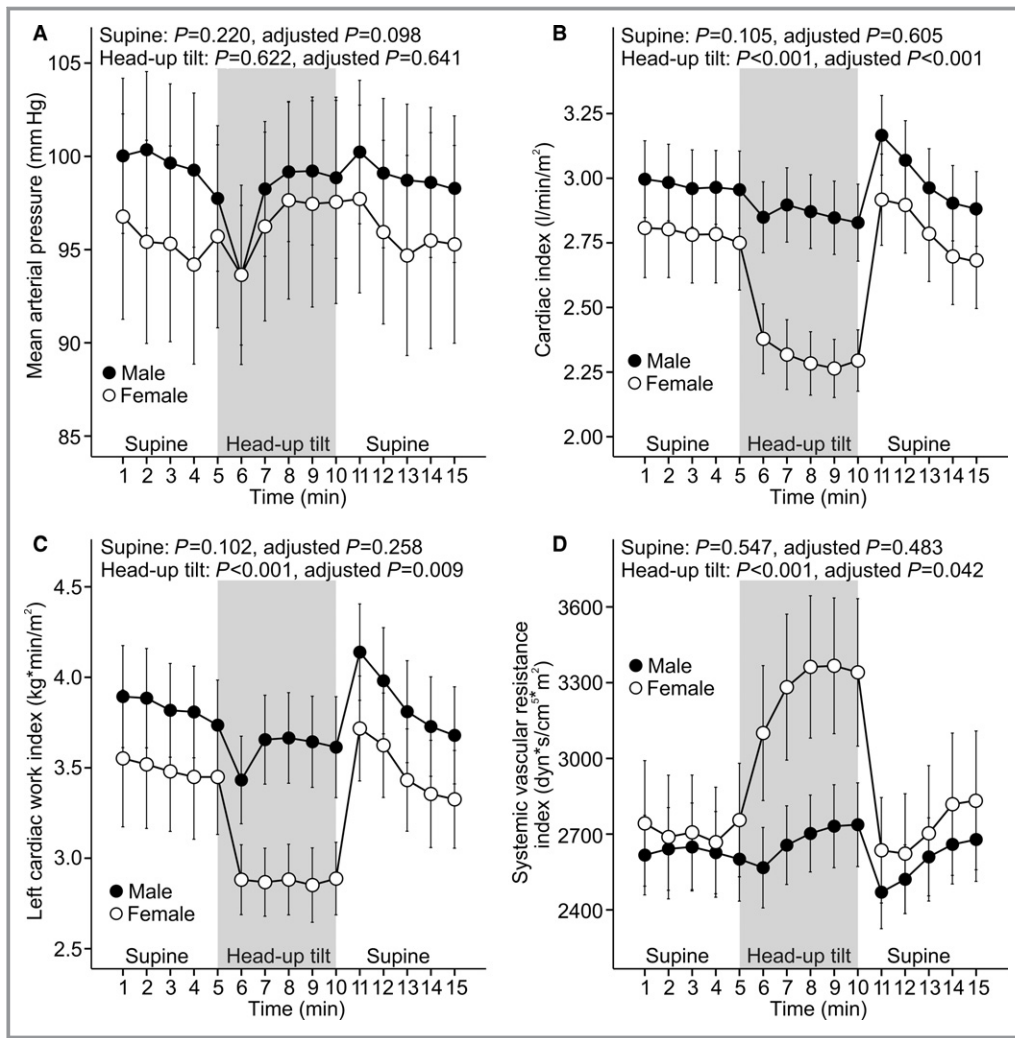 A
Supine: P=0.220, adjusted P=0.098
Head-up tilt: P=0.622, adjusted P=0.641
Mean arterial pressure (mm Hg)
105
100
95
90
85
Male
Female
Supine
Head-up tilt
Supine
1 2 3 4 5 6 7 8 9 10 11 12 13 14 15
Time (min)
B
Supine: P=0.105, adjusted P=0.605
Head-up tilt: P<0.001, adjusted P<0.001
Cardiac index (l/min/m²)
3.25
3.00
2.75
2.50
2.25
2.00
Male
Female
Supine
Head-up tilt
Supine
1 2 3 4 5 6 7 8 9 10 11 12 13 14 15
Time (min)
C
Supine: P=0.102, adjusted P=0.258
Head-up tilt: P<0.001, adjusted P=0.009
Left cardiac work index (kg*min/m²)
4.5
4.0
3.5
3.0
2.5
Male
Female
Supine
Head-up tilt
Supine
1 2 3 4 5 6 7 8 9 10 11 12 13 14 15
Time (min)
D
Supine: P=0.547, adjusted P=0.483
Head-up tilt: P<0.001, adjusted P=0.042
Systemic vascular resistance
index (dyn*s/cm⁵*m²)
3600
3300
3000
2700
2400
Male
Female
Supine
Head-up tilt
Supine
1 2 3 4 5 6 7 8 9 10 11 12 13 14 15
Time (min)